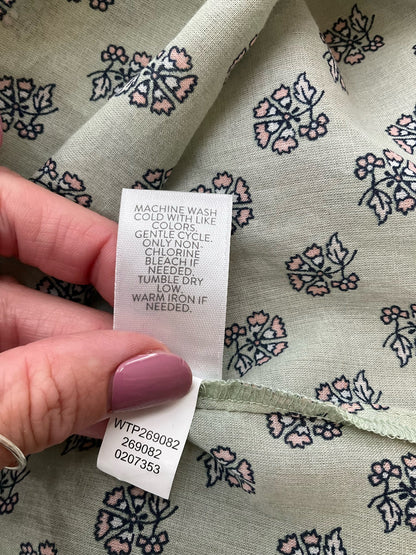 MACHINE WASH
COLD WITH LIKE
COLORS.
GENTLE CYCLE.
ONLY NON-
CHLORINE
BLEACH IF
NEEDED.
TUMBLE DRY
LOW.
WARM IRON IF
NEEDED.
WTP269082
269082
0207353